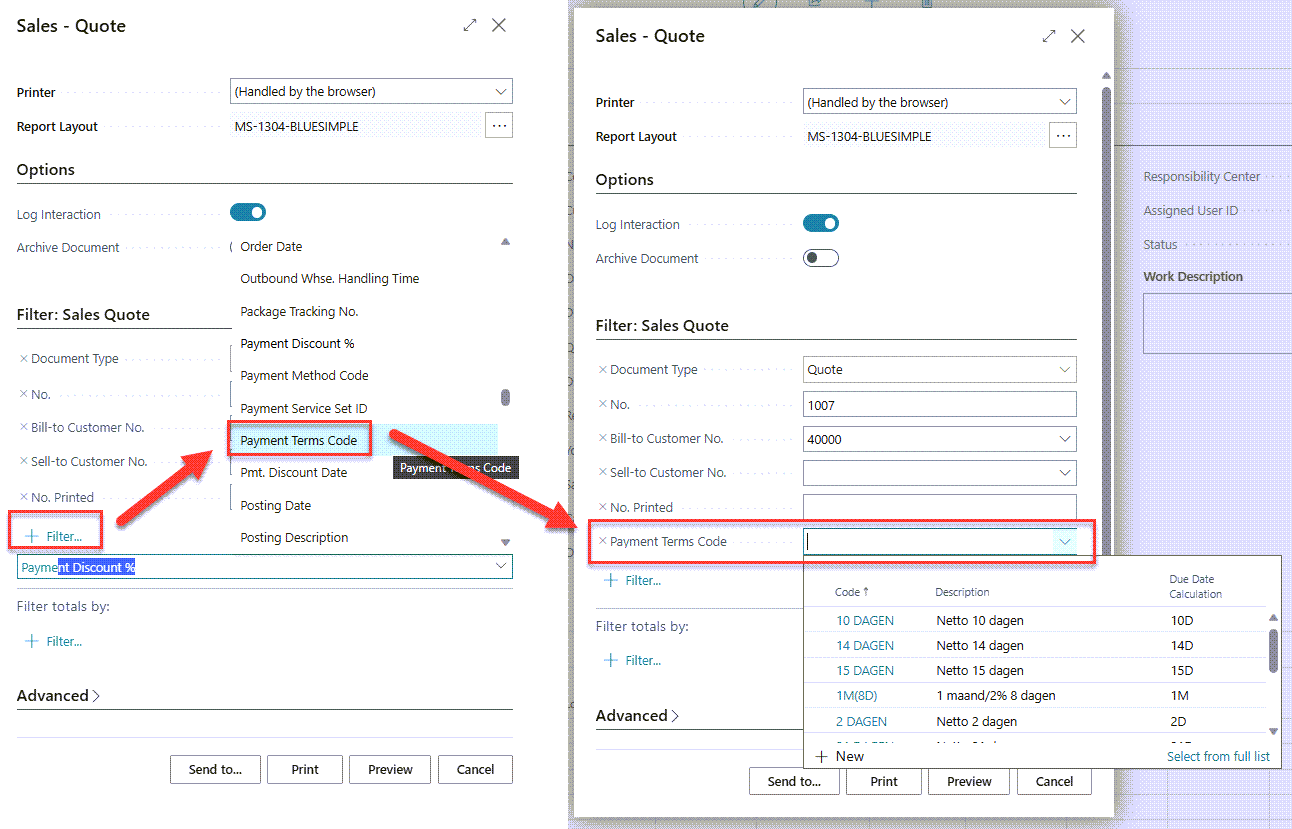 Sales - Quote
Printer
(Handled by the browser)
Report Layout
MS-1304-BLUESIMPLE
Options
Log Interaction
Archive Document
(
Order Date
Outbound Whse. Handling Time
Package Tracking No.
Payment Discount %
Payment Method Code
Payment Service Set ID
Payment Terms Code
Payment Terms Code
Pmt. Discount Date
Posting Date
Posting Description
Filter: Sales Quote
Document Type
No.
Bill-to Customer No.
Sell-to Customer No.
No. Printed
Filter...
Payment Discount %
Filter totals by:
Filter...
Advanced
Send to...
Print
Preview
Cancel
Sales - Quote
Printer
(Handled by the browser)
Report Layout
MS-1304-BLUESIMPLE
Options
Log Interaction
Archive Document
Filter: Sales Quote
Document Type
Quote
No.
1007
Bill-to Customer No.
40000
Sell-to Customer No.
No. Printed
Payment Terms Code
Filter...
Filter totals by:
Filter...
Advanced
Code Description Due Date Calculation
10 DAGEN Netto 10 dagen 10D
14 DAGEN Netto 14 dagen 14D
15 DAGEN Netto 15 dagen 15D
1M(8D) 1 maand/2% 8 dagen 1M
2 DAGEN Netto 2 dagen 2D
New
Select from full list
Send to...
Print
Preview
Cancel
Responsibility Center
Assigned User ID
Status
Work Description